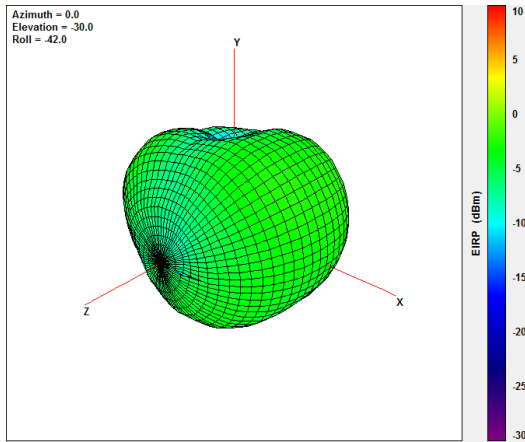 Azimuth = 0.0
Elevation = -30.0
Roll = -42.0
Y
Z
X
10
5
0
-5
-10
-15
-20
-25
-30
EIRP (dBm)